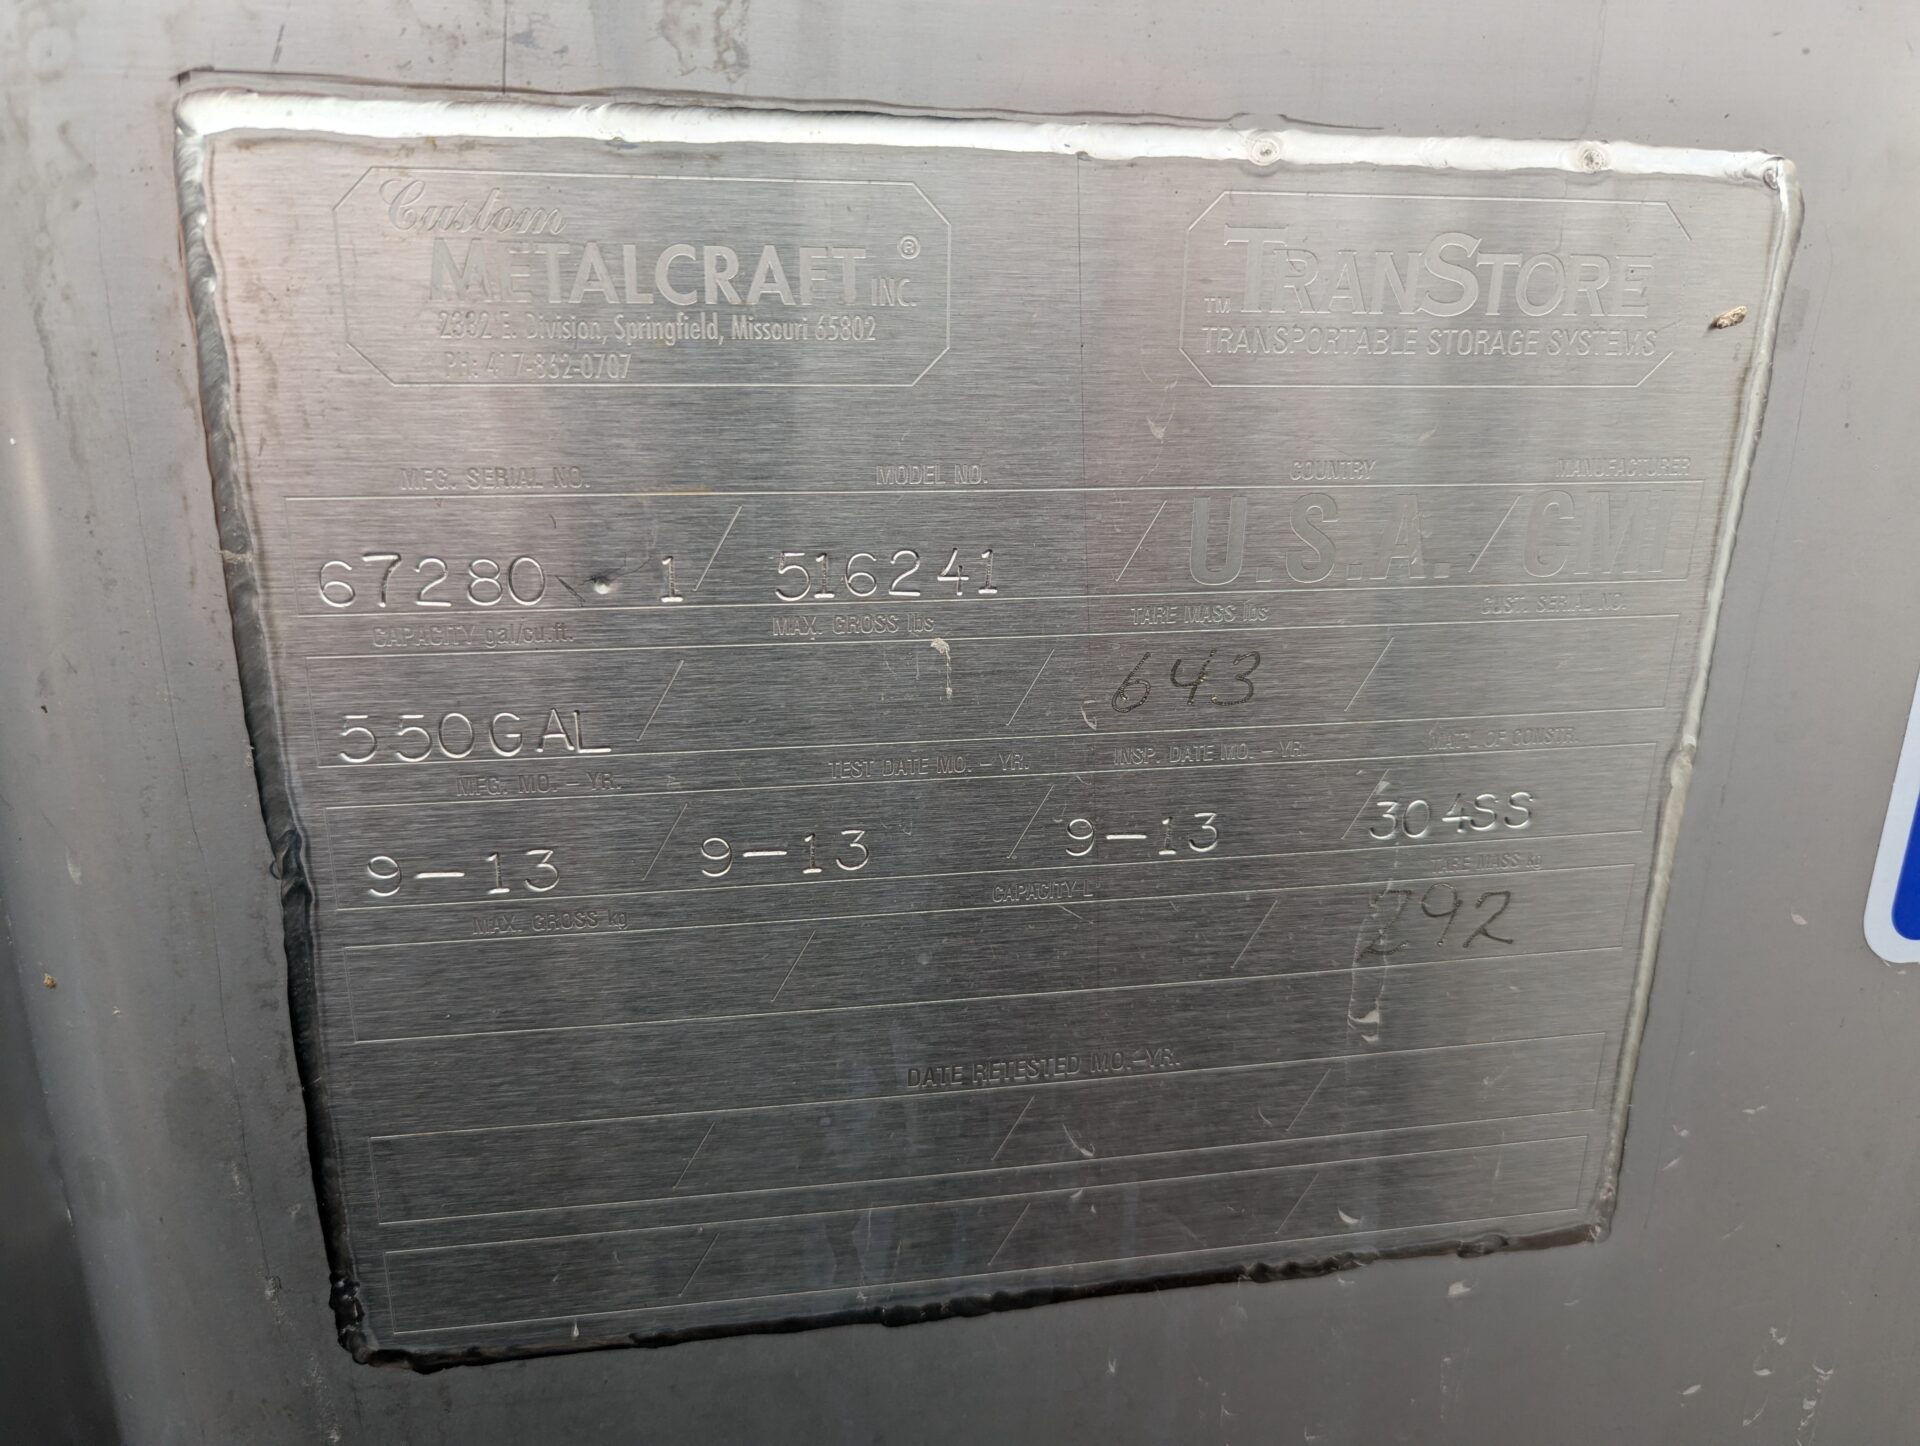 Custom
METALCRAFT INC. ®
2332 E. Division, Springfield, Missouri 65802
PH: 417-862-0707
TRANSTORE
TM TRANSPORTABLE STORAGE SYSTEMS
MFG. SERIAL NO. MODEL NO. COUNTRY MANUFACTURER
67280 · 1 / 516241 / U.S.A. / CMI
CAPACITY gal/cu.ft. MAX. GROSS lbs TARE MASS lbs CUST. SERIAL NO.
550GAL / / 643 /
MFG. MO. – YR. TEST DATE MO. – YR. INSP. DATE MO. – YR. MAT'L OF CONSTR.
9-13 / 9-13 / 9-13 / 304SS
MAX. GROSS kg CAPACITY L TARE MASS kg
/ / 292
DATE RETESTED MO.–YR.
/ / /
/ / /